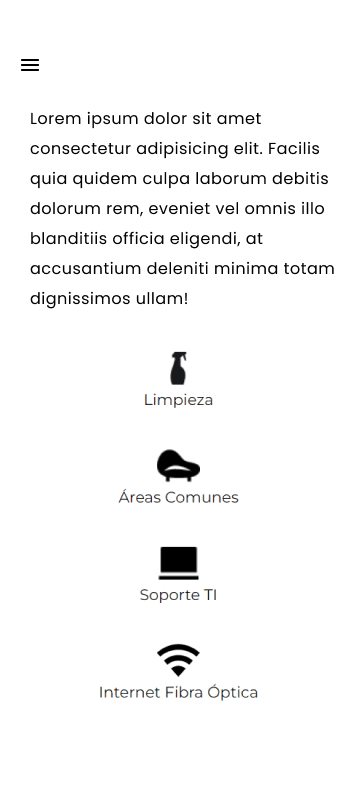 Lorem ipsum dolor sit amet
consectetur adipisicing elit. Facilis
quia quidem culpa laborum debitis
dolorum rem, eveniet vel omnis illo
blanditiis officia eligendi, at
accusantium deleniti minima totam
dignissimos ullam!
Limpieza
Áreas Comunes
Soporte TI
Internet Fibra Óptica